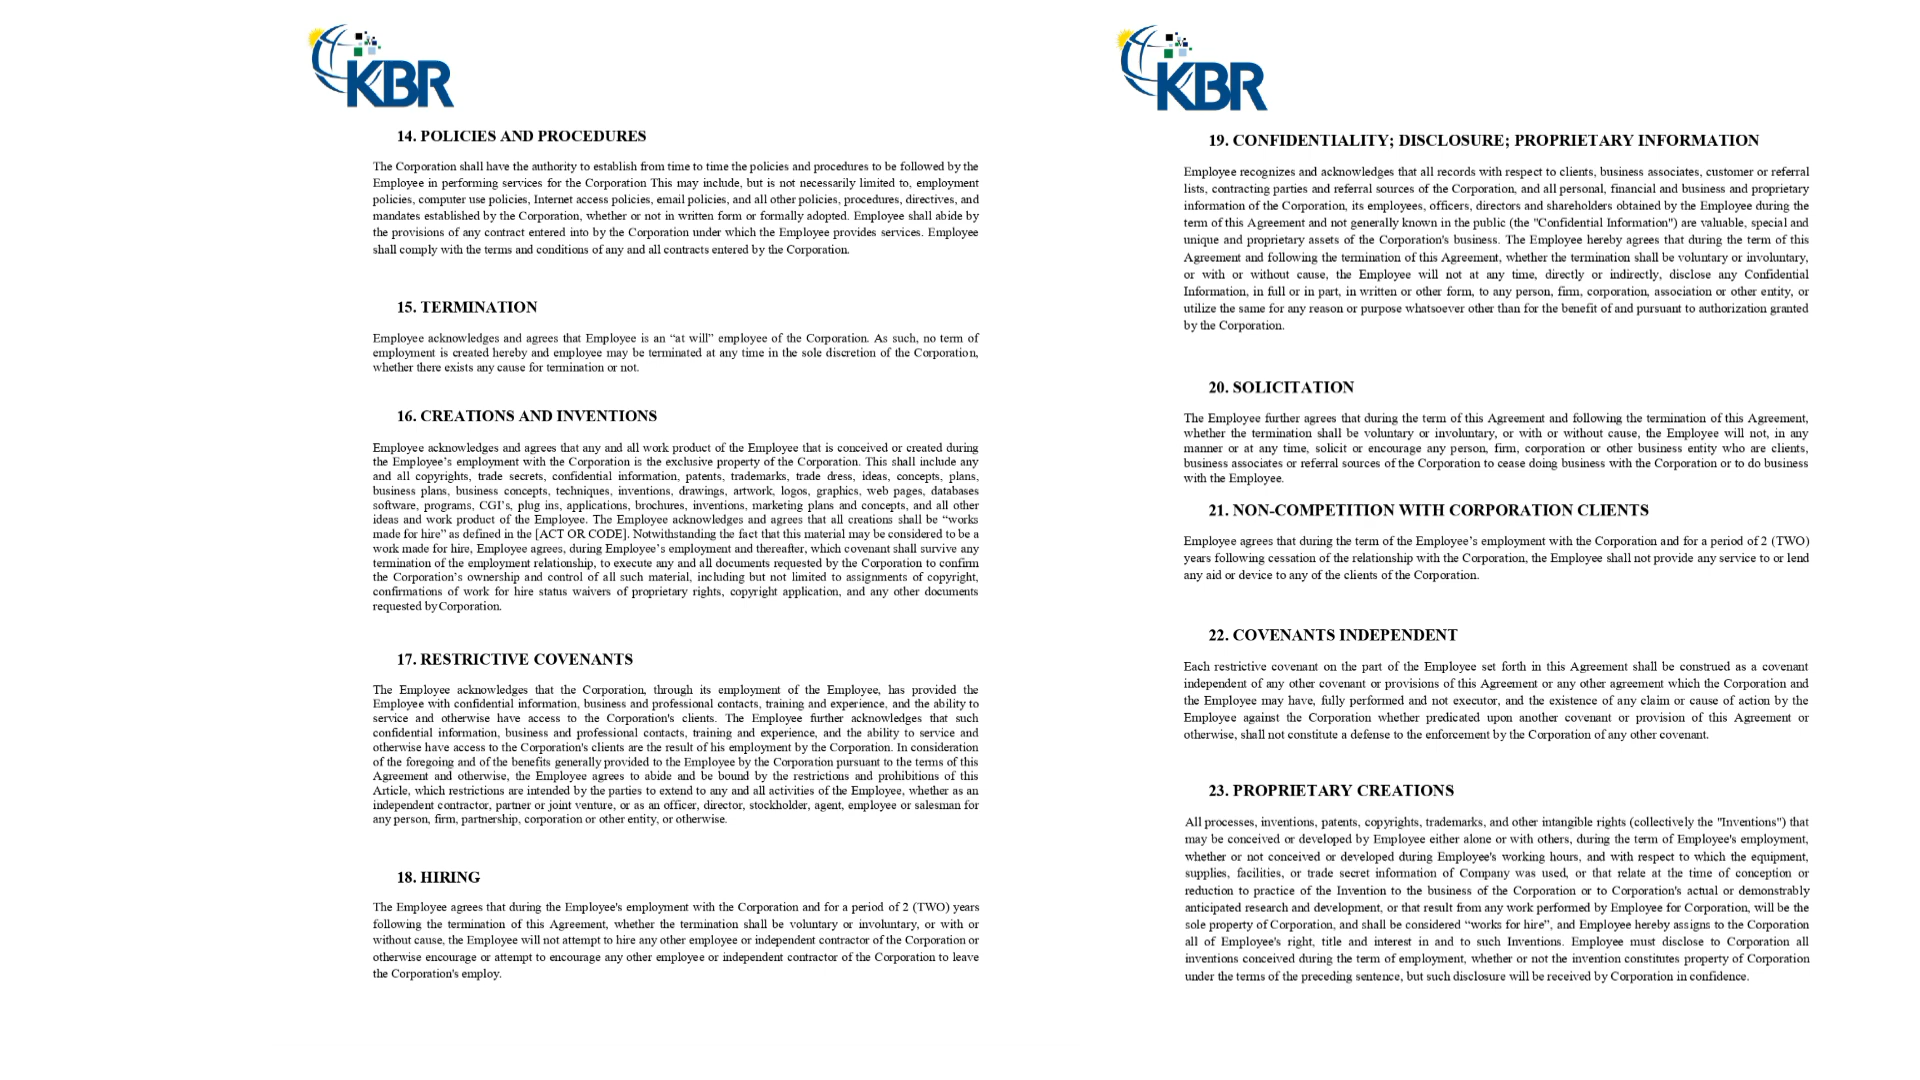 KBR
14. POLICIES AND PROCEDURES
The Corporation shall have the authority to establish from time to time the policies and procedures to be followed by the
Employee in performing services for the Corporation This may include, but is not necessarily limited to, employment
policies, computer use policies, Internet access policies, email policies, and all other policies, procedures, directives, and
mandates established by the Corporation, whether or not in written form or formally adopted. Employee shall abide by
the provisions of any contract entered into by the Corporation under which the Employee provides services. Employee
shall comply with the terms and conditions of any and all contracts entered by the Corporation.
15. TERMINATION
Employee acknowledges and agrees that Employee is an “at will” employee of the Corporation. As such, no term of
employment is created hereby and employee may be terminated at any time in the sole discretion of the Corporation,
whether there exists any cause for termination or not.
16. CREATIONS AND INVENTIONS
Employee acknowledges and agrees that any and all work product of the Employee that is conceived or created during
the Employee’s employment with the Corporation is the exclusive property of the Corporation. This shall include any
and all copyrights, trade secrets, confidential information, patents, trademarks, trade dress, ideas, concepts, plans,
business plans, business concepts, techniques, inventions, drawings, artwork, logos, graphics, web pages, databases
software, programs, CGI’s, plug ins, applications, brochures, inventions, marketing plans and concepts, and all other
ideas and work product of the Employee. The Employee acknowledges and agrees that all creations shall be “works
made for hire” as defined in the [ACT OR CODE]. Notwithstanding the fact that this material may be considered to be a
work made for hire, Employee agrees, during Employee’s employment and thereafter, which covenant shall survive any
termination of the employment relationship, to execute any and all documents requested by the Corporation to confirm
the Corporation’s ownership and control of all such material, including but not limited to assignments of copyright,
confirmations of work for hire status waivers of proprietary rights, copyright application, and any other documents
requested by Corporation.
17. RESTRICTIVE COVENANTS
The Employee acknowledges that the Corporation, through its employment of the Employee, has provided the
Employee with confidential information, business and professional contacts, training and experience, and the ability to
service and otherwise have access to the Corporation's clients. The Employee further acknowledges that such
confidential information, business and professional contacts, training and experience, and the ability to service and
otherwise have access to the Corporation's clients are the result of his employment by the Corporation. In consideration
of the foregoing and of the benefits generally provided to the Employee by the Corporation pursuant to the terms of this
Agreement and otherwise, the Employee agrees to abide and be bound by the restrictions and prohibitions of this
Article, which restrictions are intended by the parties to extend to any and all activities of the Employee, whether as an
independent contractor, partner or joint venture, or as an officer, director, stockholder, agent, employee or salesman for
any person, firm, partnership, corporation or other entity, or otherwise.
18. HIRING
The Employee agrees that during the Employee's employment with the Corporation and for a period of 2 (TWO) years
following the termination of this Agreement, whether the termination shall be voluntary or involuntary, or with or
without cause, the Employee will not attempt to hire any other employee or independent contractor of the Corporation or
otherwise encourage or attempt to encourage any other employee or independent contractor of the Corporation to leave
the Corporation's employ.
KBR
19. CONFIDENTIALITY; DISCLOSURE; PROPRIETARY INFORMATION
Employee recognizes and acknowledges that all records with respect to clients, business associates, customer or referral
lists, contracting parties and referral sources of the Corporation, and all personal, financial and business and proprietary
information of the Corporation, its employees, officers, directors and shareholders obtained by the Employee during the
term of this Agreement and not generally known in the public (the "Confidential Information") are valuable, special and
unique and proprietary assets of the Corporation's business. The Employee hereby agrees that during the term of this
Agreement and following the termination of this Agreement, whether the termination shall be voluntary or involuntary,
or with or without cause, the Employee will not at any time, directly or indirectly, disclose any Confidential
Information, in full or in part, in written or other form, to any person, firm, corporation, association or other entity, or
utilize the same for any reason or purpose whatsoever other than for the benefit of and pursuant to authorization granted
by the Corporation.
20. SOLICITATION
The Employee further agrees that during the term of this Agreement and following the termination of this Agreement,
whether the termination shall be voluntary or involuntary, or with or without cause, the Employee will not, in any
manner or at any time, solicit or encourage any person, firm, corporation or other business entity who are clients,
business associates or referral sources of the Corporation to cease doing business with the Corporation or to do business
with the Employee.
21. NON-COMPETITION WITH CORPORATION CLIENTS
Employee agrees that during the term of the Employee’s employment with the Corporation and for a period of 2 (TWO)
years following cessation of the relationship with the Corporation, the Employee shall not provide any service to or lend
any aid or device to any of the clients of the Corporation.
22. COVENANTS INDEPENDENT
Each restrictive covenant on the part of the Employee set forth in this Agreement shall be construed as a covenant
independent of any other covenant or provisions of this Agreement or any other agreement which the Corporation and
the Employee may have, fully performed and not executor, and the existence of any claim or cause of action by the
Employee against the Corporation whether predicated upon another covenant or provision of this Agreement or
otherwise, shall not constitute a defense to the enforcement by the Corporation of any other covenant.
23. PROPRIETARY CREATIONS
All processes, inventions, patents, copyrights, trademarks, and other intangible rights (collectively the "Inventions") that
may be conceived or developed by Employee either alone or with others, during the term of Employee's employment,
whether or not conceived or developed during Employee's working hours, and with respect to which the equipment,
supplies, facilities, or trade secret information of Company was used, or that relate at the time of conception or
reduction to practice of the Invention to the business of the Corporation or to Corporation's actual or demonstrably
anticipated research and development, or that result from any work performed by Employee for Corporation, will be the
sole property of Corporation, and shall be considered “works for hire”, and Employee hereby assigns to the Corporation
all of Employee's right, title and interest in and to such Inventions. Employee must disclose to Corporation all
inventions conceived during the term of employment, whether or not the invention constitutes property of Corporation
under the terms of the preceding sentence, but such disclosure will be received by Corporation in confidence.